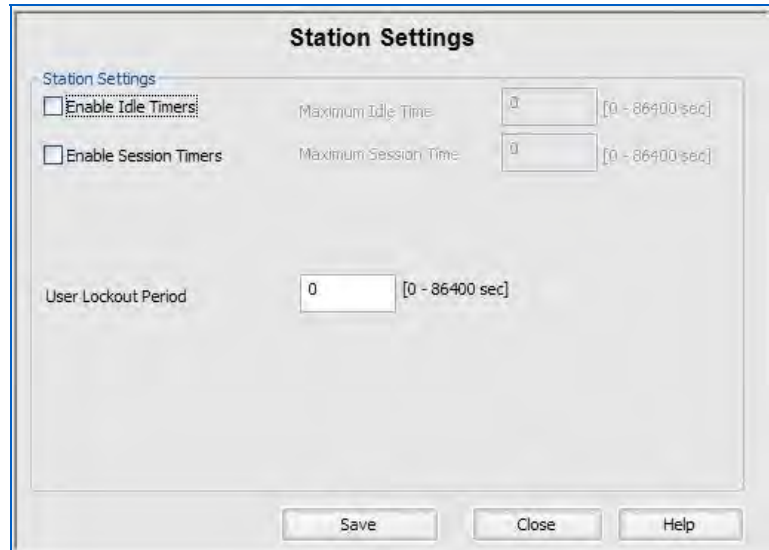 Station Settings
Station Settings
Enable Idle Timers Maximum Idle Time 0 [0 - 86400 sec]
Enable Session Timers Maximum Session Time 0 [0 - 86400 sec]
User Lockout Period 0 [0 - 86400 sec]
Save Close Help